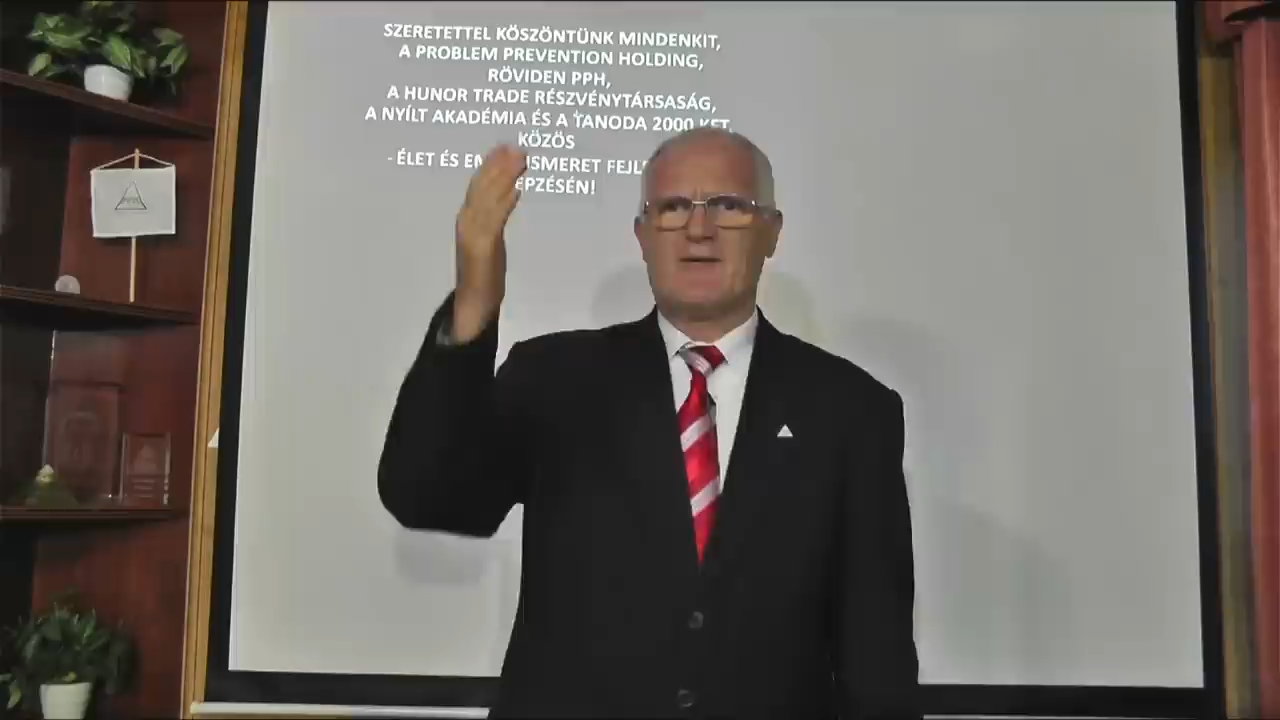 SZERETETTEL KÖSZÖNTÜNK MINDENKIT,
A PROBLEM PREVENTION HOLDING,
RÖVIDEN PPH,
A HUNOR TRADE RÉSZVÉNYTÁRSASÁG,
A NYÍLT AKADÉMIA ÉS A TANODA 2000 KFT.
KÖZÖS
- ÉLET ÉS